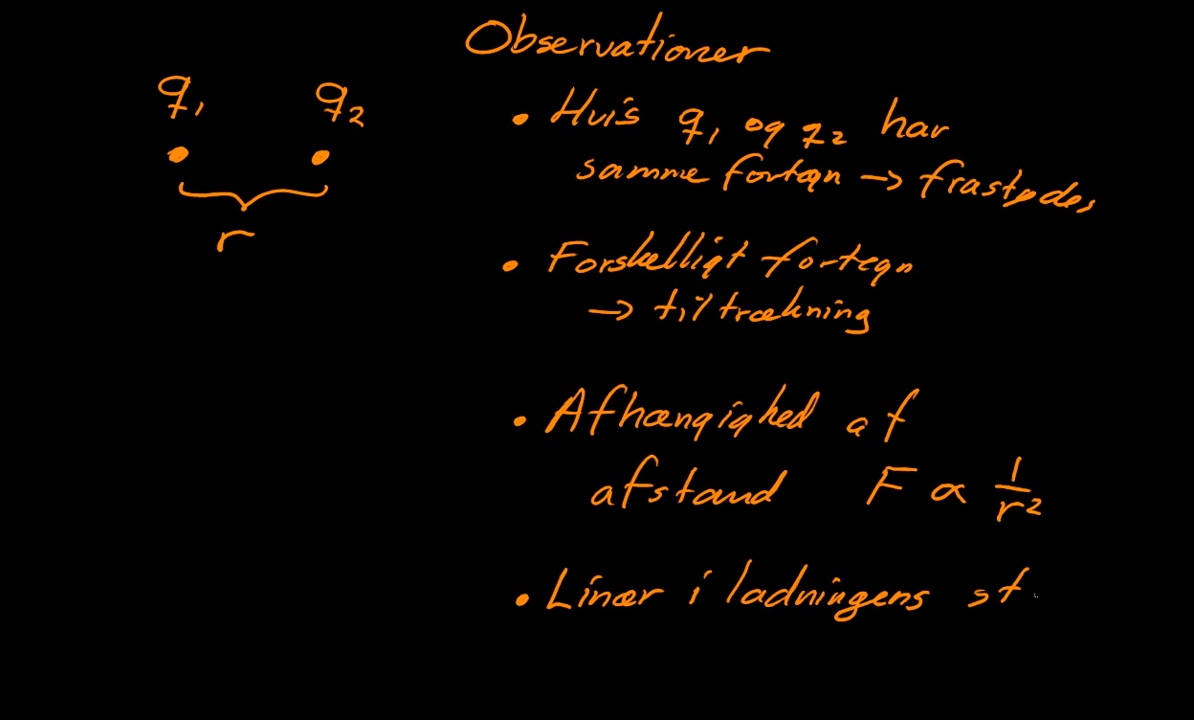 Observationer
q₁ q₂
• Hvis q₁ og q₂ har
samme fortegn → frastødes
r
• Forskelligt fortegn
→ tiltrækning
• Afhængighed af
afstand F ∝ 1/r²
• Linær i ladningens st